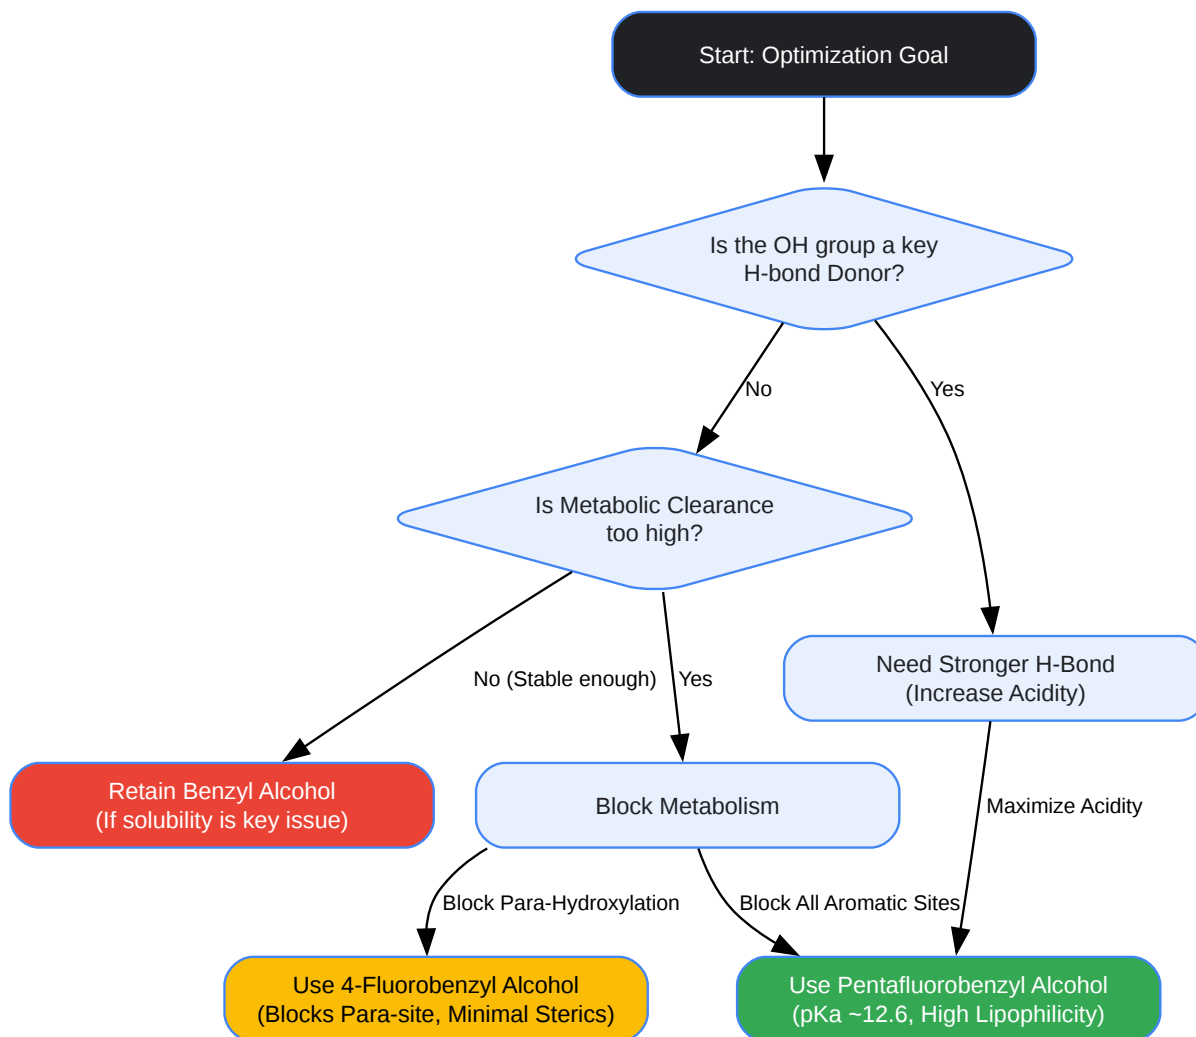 Start: Optimization Goal
Is the OH group a key
H-bond Donor?
No
Yes
Is Metabolic Clearance
too high?
No (Stable enough)
Yes
Need Stronger H-Bond
(Increase Acidity)
Retain Benzyl Alcohol
(If solubility is key issue)
Block Metabolism
Maximize Acidity
Block Para-Hydroxylation
Block All Aromatic Sites
Use 4-Fluorobenzyl Alcohol
(Blocks Para-site, Minimal Sterics)
Use Pentafluorobenzyl Alcohol
(pKa ~12.6, High Lipophilicity)